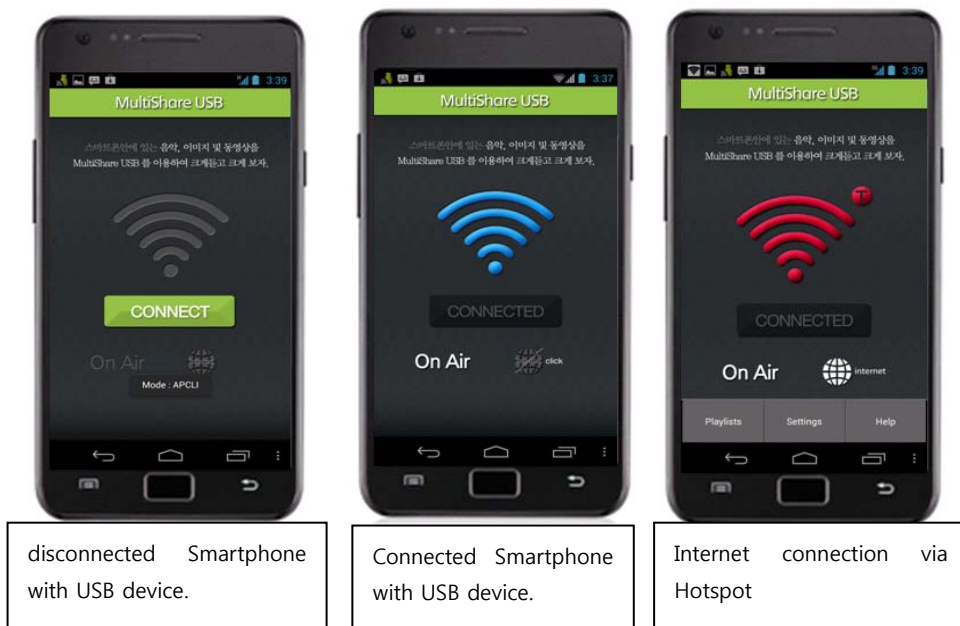 3:39
MultiShare USB
스마트폰안에 있는 음악, 이미지 및 동영상을
MultiShare USB 를 이용하여 크게듣고 크게 보자.
CONNECT
On Air
Mode : APCLI
disconnected Smartphone
with USB device.
3:37
MultiShare USB
스마트폰안에 있는 음악, 이미지 및 동영상을
MultiShare USB 를 이용하여 크게듣고 크게 보자.
CONNECTED
On Air click
Connected Smartphone
with USB device.
3:39
MultiShare USB
스마트폰안에 있는 음악, 이미지 및 동영상을
MultiShare USB 를 이용하여 크게듣고 크게 보자.
T
CONNECTED
On Air internet
Playlists Settings Help
Internet connection via
Hotspot